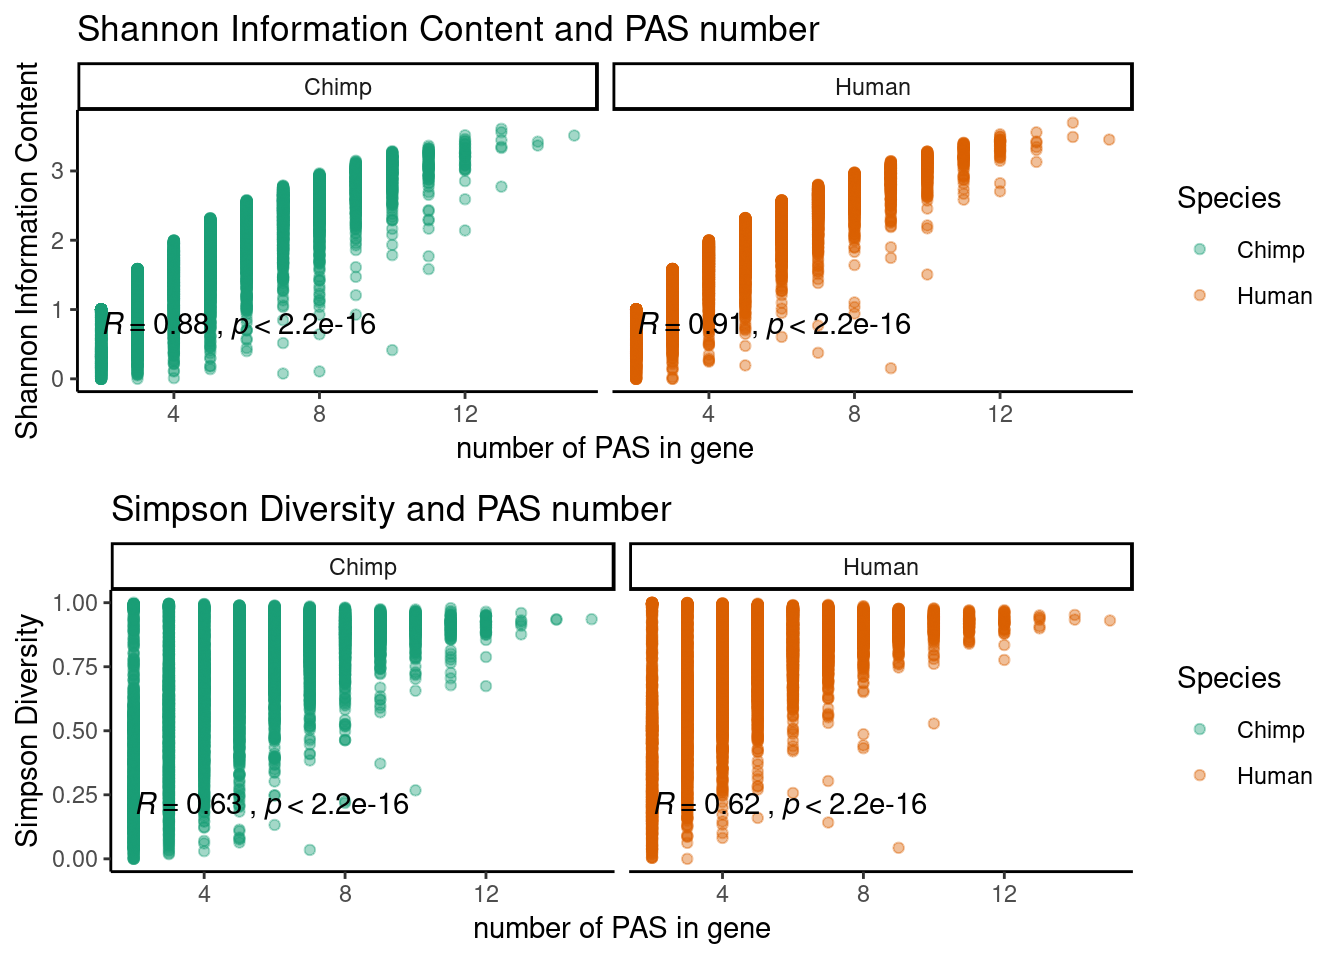 Shannon Information Content and PAS number
Chimp
Human
Shannon Information Content
3
2
1
0
R = 0.88 , p < 2.2e-16
R = 0.91 , p < 2.2e-16
4
8
12
4
8
12
number of PAS in gene
Species
Chimp
Human
Simpson Diversity and PAS number
Chimp
Human
Simpson Diversity
1.00
0.75
0.50
0.25
0.00
R = 0.63 , p < 2.2e-16
R = 0.62 , p < 2.2e-16
4
8
12
4
8
12
number of PAS in gene
Species
Chimp
Human